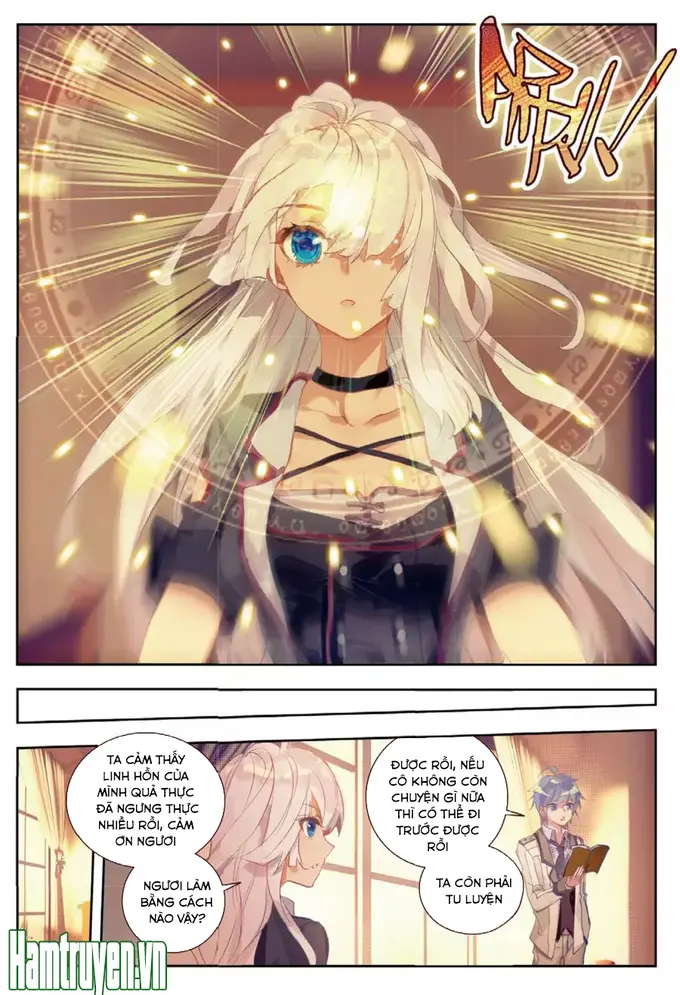 TA CẢM THẤY
LINH HỒN CỦA
MÌNH QUẢ THỰC
ĐÃ NGƯNG THỰC
NHIỀU RỒI, CẢM
ƠN NGƯƠI
NGƯƠI LÀM
BẰNG CÁCH
NÀO VẬY?
ĐƯỢC RỒI, NẾU
CÔ KHÔNG CÒN
CHUYỆN GÌ NỮA
THÌ CÓ THỂ ĐI
TRƯỚC ĐƯỢC
RỒI
TA CÒN PHẢI
TU LUYỆN
Hamtruyen.vn